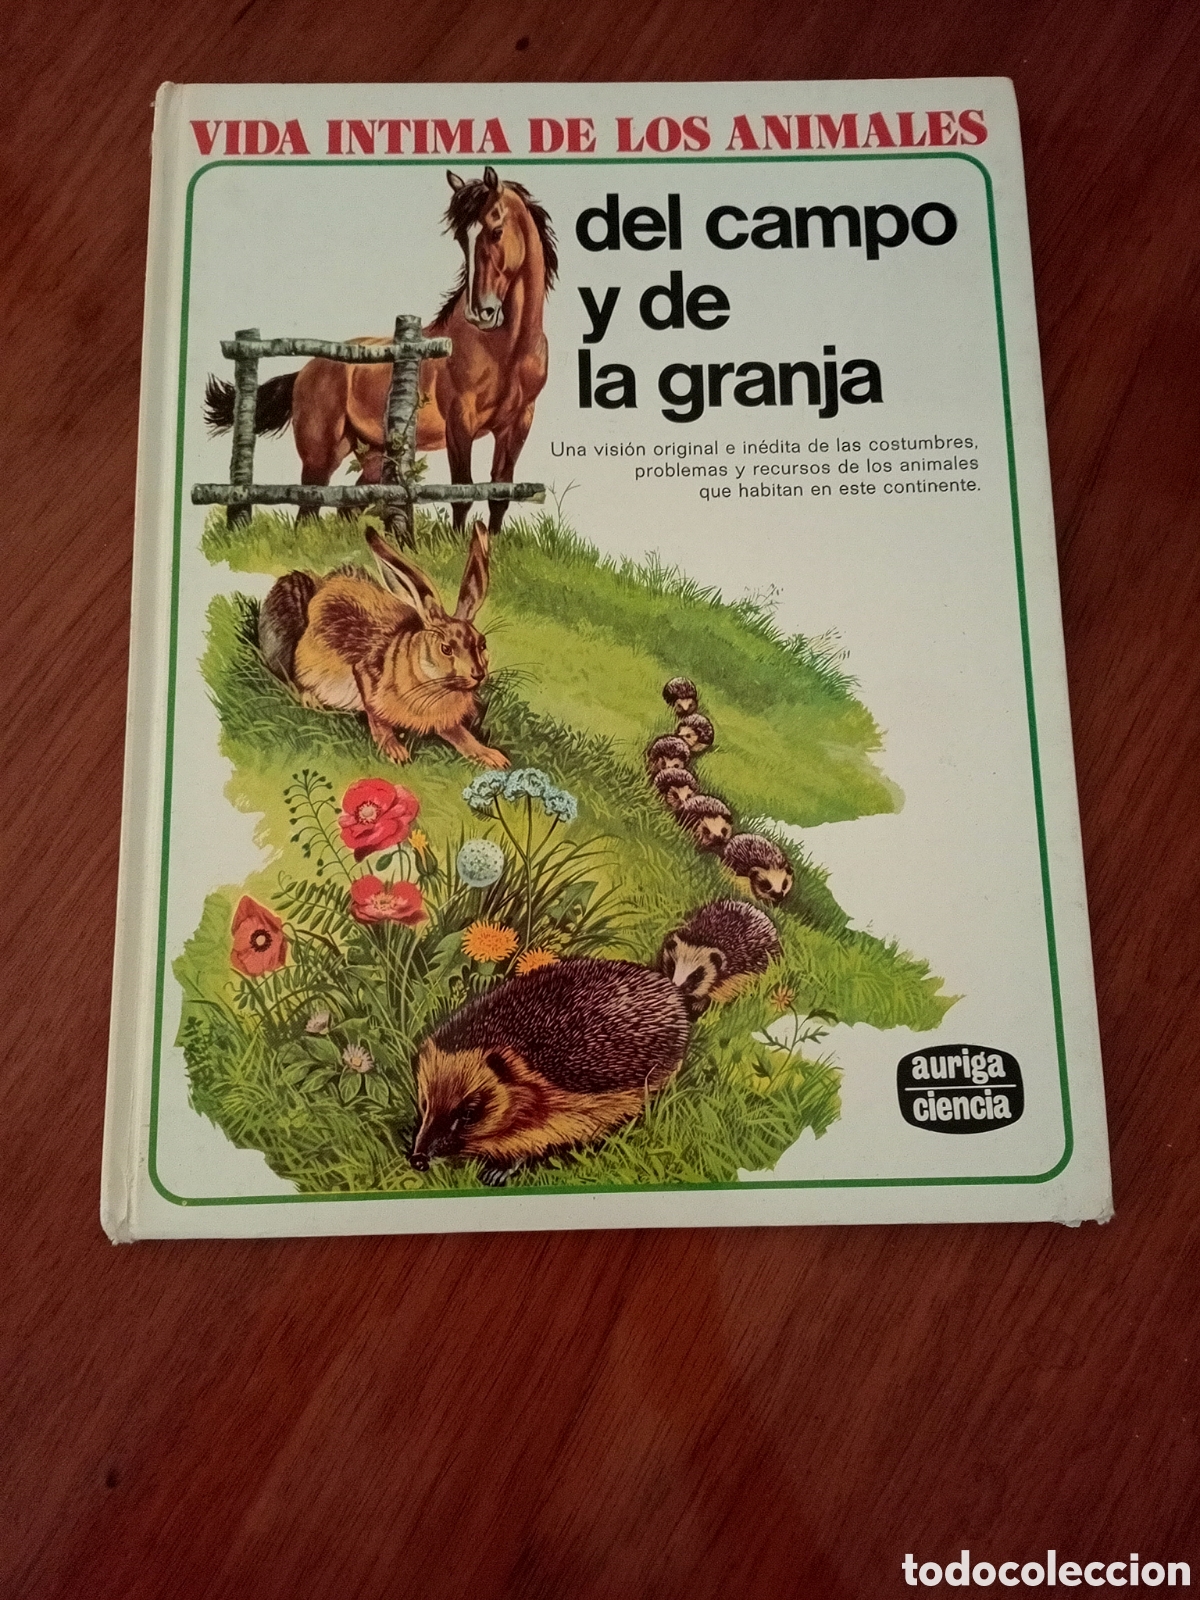 VIDA INTIMA DE LOS ANIMALES
del campo
y de
la granja
Una visión original e inédita de las costumbres,
problemas y recursos de los animales
que habitan en este continente.
auriga
ciencia
todocoleccion